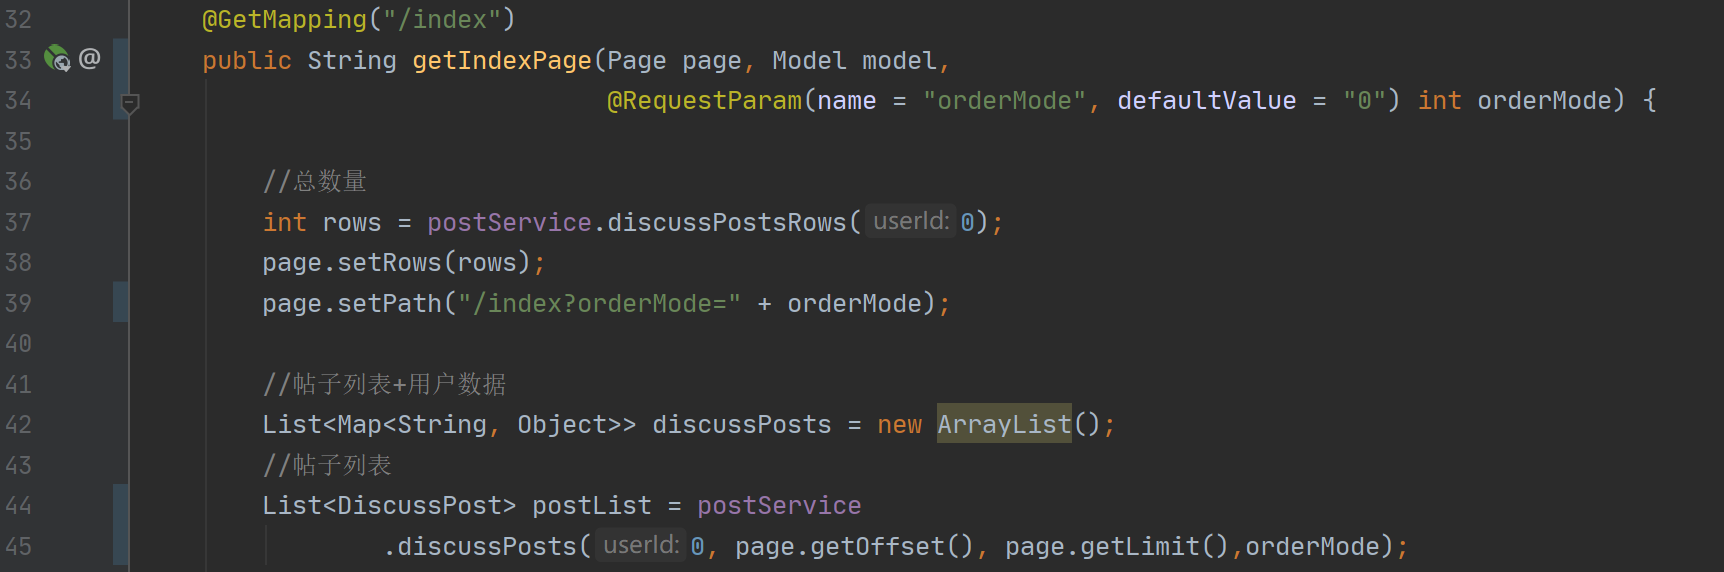 32 @GetMapping("/index")
33 @ public String getIndexPage(Page page, Model model,
34 @RequestParam(name = "orderMode", defaultValue = "0") int orderMode) {
35
36 //总数量
37 int rows = postService.discussPostsRows( userId: 0);
38 page.setRows(rows);
39 page.setPath("/index?orderMode=" + orderMode);
40
41 //帖子列表+用户数据
42 List<Map<String, Object>> discussPosts = new ArrayList();
43 //帖子列表
44 List<DiscussPost> postList = postService
45 .discussPosts( userId: 0, page.getOffset(), page.getLimit(),orderMode);